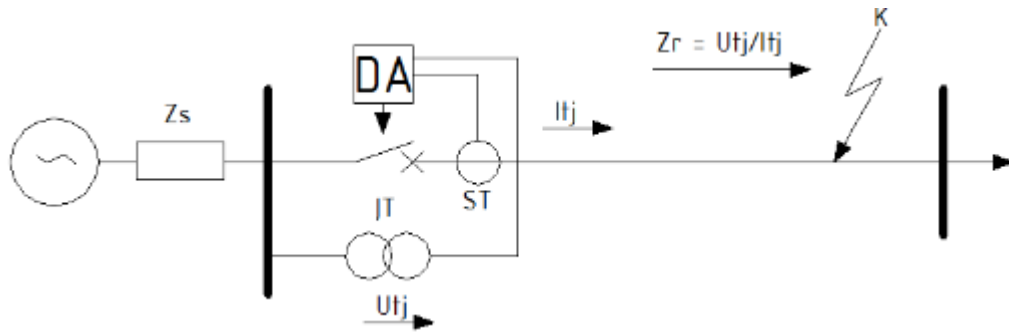 K
Zr = Utj/Itj
DA
Zs
Itj
ST
JT
Utj